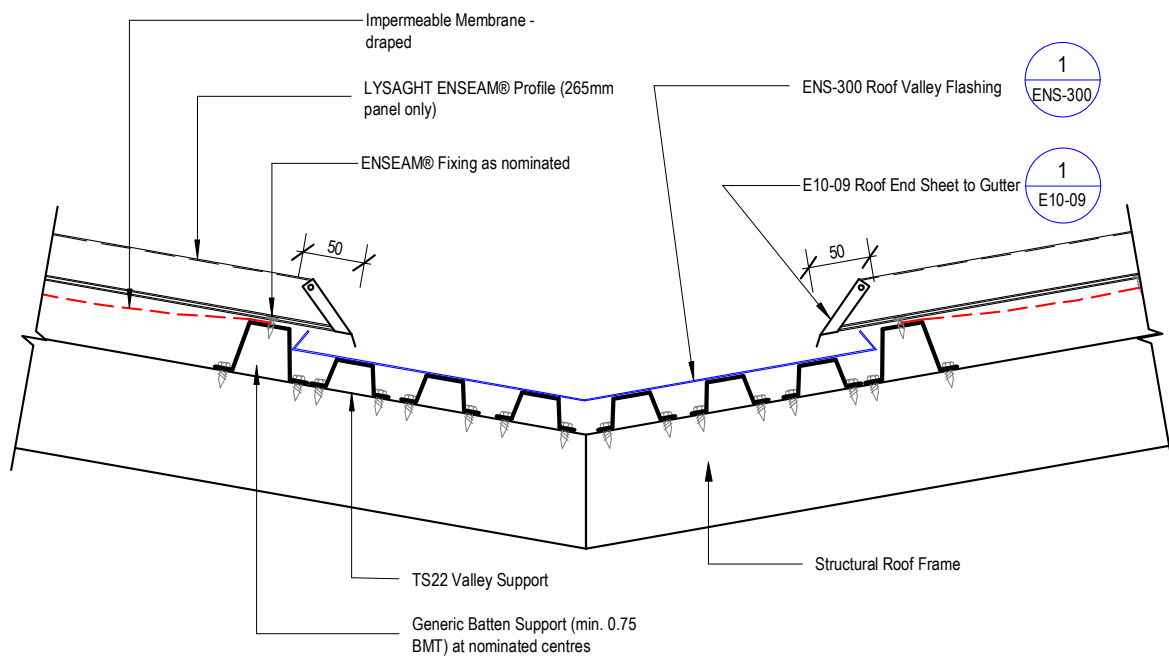 Impermeable Membrane -
draped
LYSAGHT ENSEAM® Profile (265mm
panel only)
ENSEAM® Fixing as nominated
ENS-300 Roof Valley Flashing
1
ENS-300
E10-09 Roof End Sheet to Gutter
1
E10-09
50
50
TS22 Valley Support
Generic Batten Support (min. 0.75
BMT) at nominated centres
Structural Roof Frame